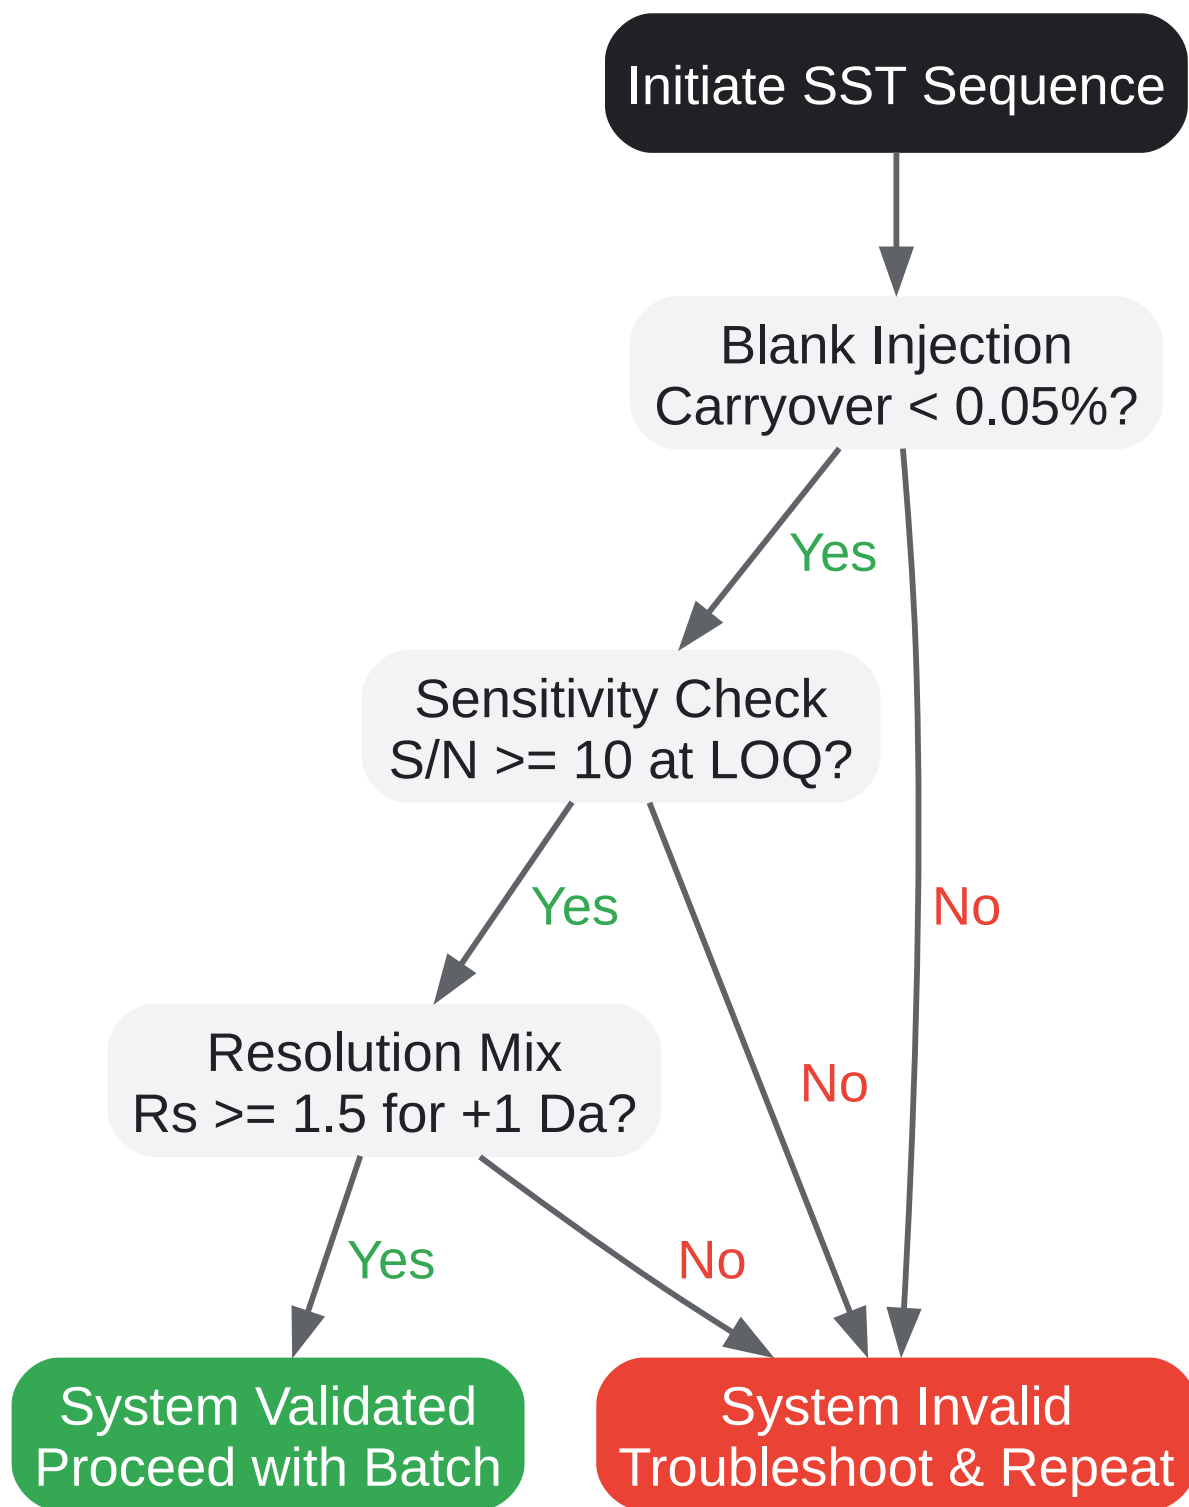 Initiate SST Sequence
Blank Injection
Carryover < 0.05%?
Yes
Sensitivity Check
S/N >= 10 at LOQ?
Yes
No
Resolution Mix
Rs >= 1.5 for +1 Da?
No
Yes
No
System Validated
Proceed with Batch
System Invalid
Troubleshoot & Repeat